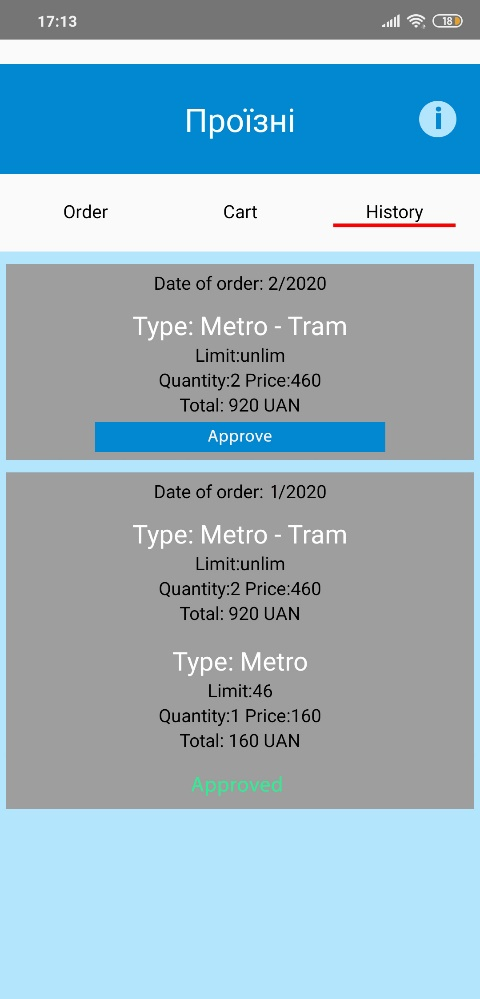 17:13
18
Проїзні
i
Order
Cart
History
Date of order: 2/2020
Type: Metro - Tram
Limit:unlim
Quantity:2 Price:460
Total: 920 UAN
Approve
Date of order: 1/2020
Type: Metro - Tram
Limit:unlim
Quantity:2 Price:460
Total: 920 UAN
Type: Metro
Limit:46
Quantity:1 Price:160
Total: 160 UAN
Approved